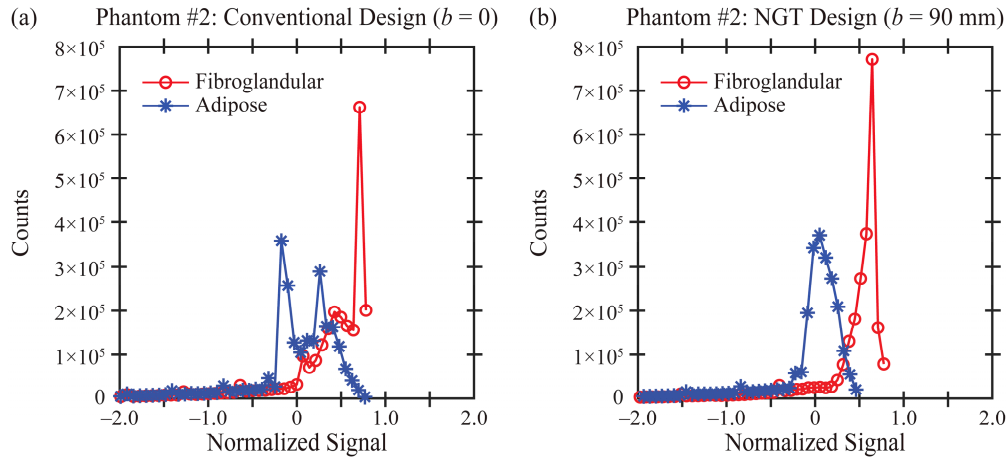 (a) Phantom #2: Conventional Design (b = 0)
8×10⁵
7×10⁵
6×10⁵
5×10⁵
4×10⁵
3×10⁵
2×10⁵
1×10⁵
0
Counts
Fibroglandular
Adipose
–2.0 –1.0 0 1.0 2.0
Normalized Signal
(b) Phantom #2: NGT Design (b = 90 mm)
8×10⁵
7×10⁵
6×10⁵
5×10⁵
4×10⁵
3×10⁵
2×10⁵
1×10⁵
0
Counts
Fibroglandular
Adipose
–2.0 –1.0 0 1.0 2.0
Normalized Signal